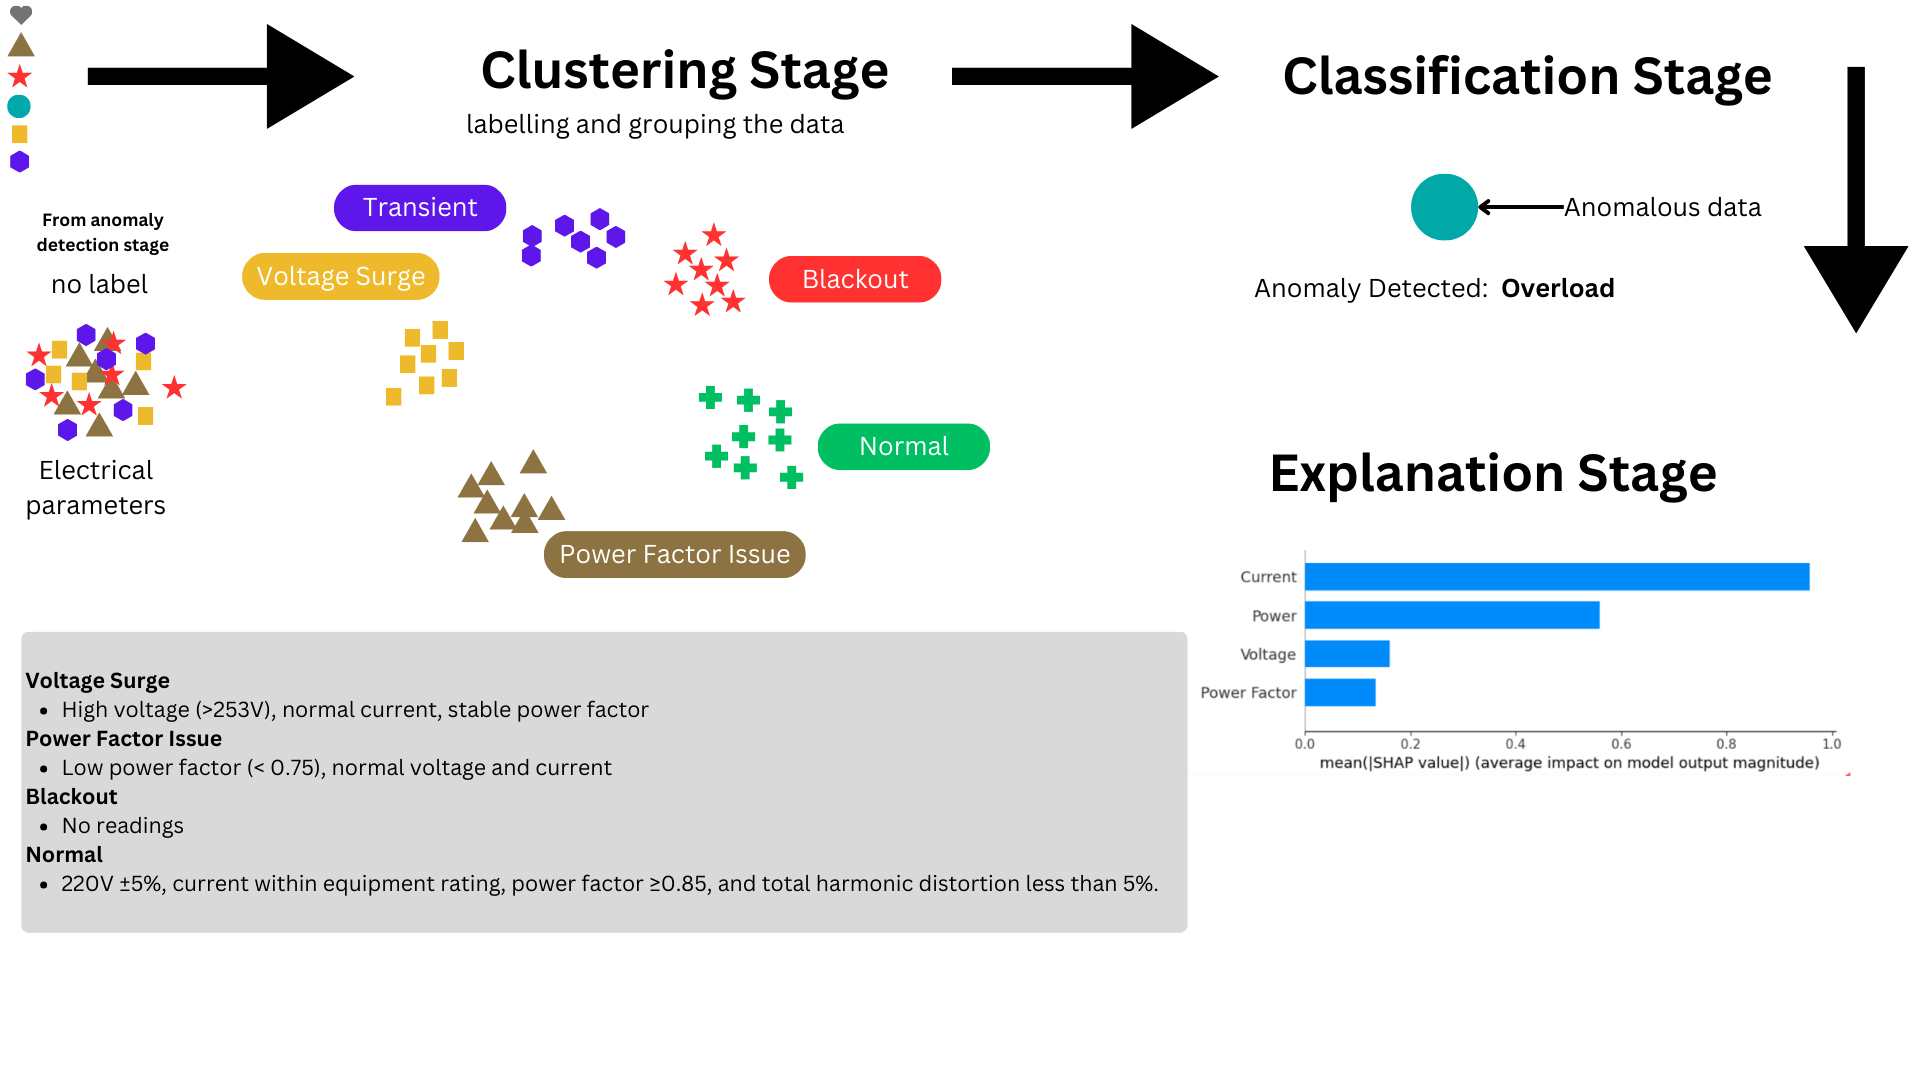 Clustering Stage
labelling and grouping the data
Classification Stage
From anomaly
detection stage
no label
Electrical
parameters
Transient
Voltage Surge
Blackout
Normal
Power Factor Issue
Anomalous data
Anomaly Detected: Overload
Explanation Stage
Current
Power
Voltage
Power Factor
0.0 0.2 0.4 0.6 0.8 1.0
mean(|SHAP value|) (average impact on model output magnitude)
Voltage Surge
• High voltage (>253V), normal current, stable power factor
Power Factor Issue
• Low power factor (< 0.75), normal voltage and current
Blackout
• No readings
Normal
• 220V ±5%, current within equipment rating, power factor ≥0.85, and total harmonic distortion less than 5%.